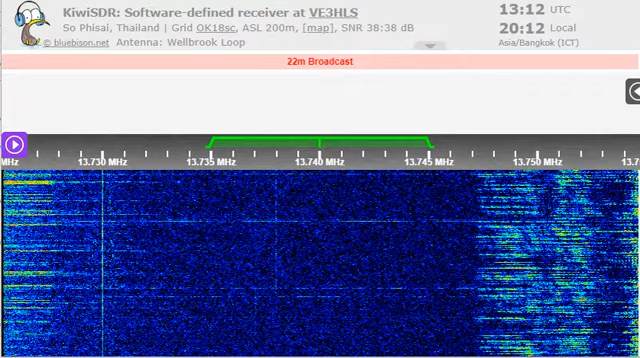 KiwiSDR: Software-defined receiver at VE3HLS
So Phisai, Thailand | Grid OK18sc, ASL 200m, [map], SNR 38:38 dB
© bluebison.net Antenna: Wellbrook Loop
13:12 UTC
20:12 Local
Asia/Bangkok (ICT)
22m Broadcast
MHz 13.730 MHz 13.735 MHz 13.740 MHz 13.745 MHz 13.750 MHz 13.7